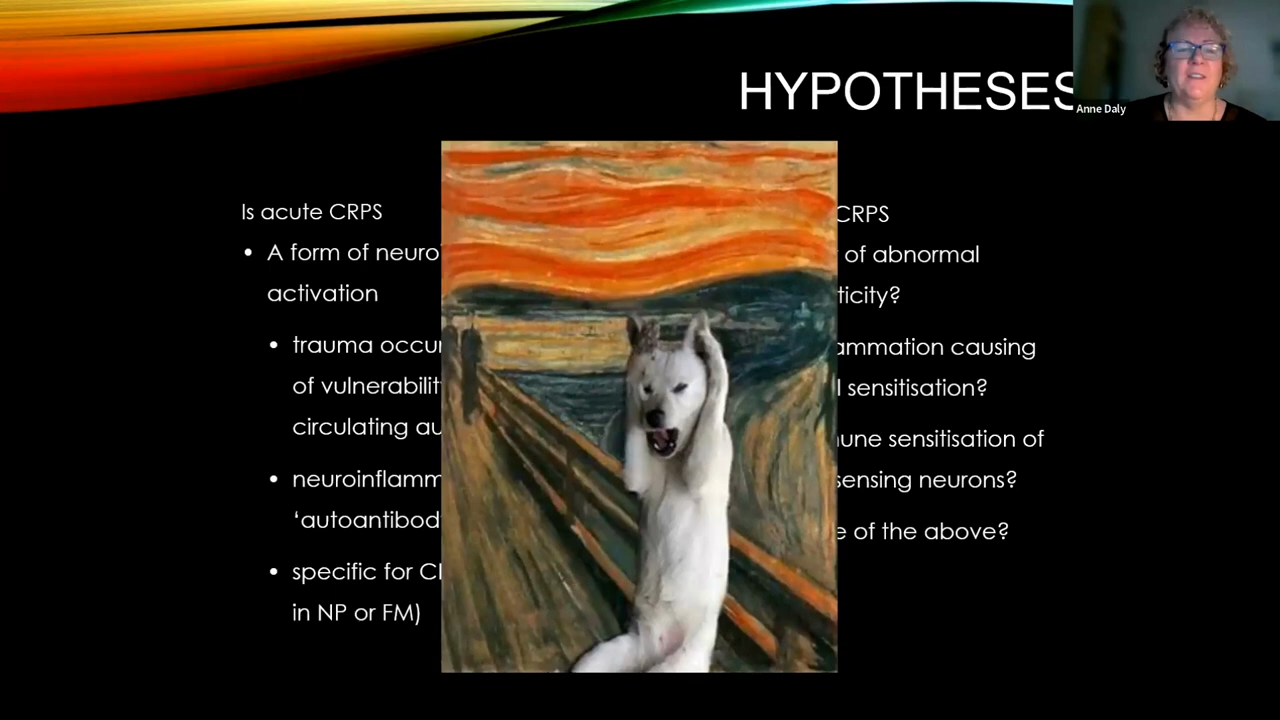 HYPOTHESES
Anne Daly
Is acute CRPS
• A form of neuro
activation
• trauma occur
of vulnerabilit
circulating au
• neuroinflamm
‘autoantibod
• specific for C
in NP or FM)
CRPS
of abnormal
ticity?
ammation causing
l sensitisation?
une sensitisation of
sensing neurons?
e of the above?